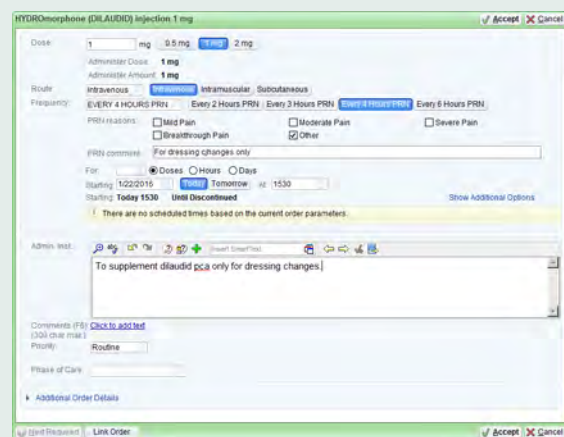 HYDROmorphone (DILAUDID) injection 1 mg Accept Cancel
Dose: 1 mg 0.5 mg 1 mg 2 mg
Administer Dose: 1 mg
Administer Amount: 1 mg
Route: Intravenous Intravenous Intramuscular Subcutaneous
Frequency: EVERY 4 HOURS PRN Every 2 Hours PRN Every 3 Hours PRN Every 4 Hours PRN Every 6 Hours PRN
PRN reasons: Mild Pain Moderate Pain Severe Pain
Breakthrough Pain Other
PRN comment: For dressing cjhanges only
For: Doses Hours Days
Starting: 1/22/2015 Today Tomorrow At: 1530
Starting: Today 1530 Until Discontinued Show Additional Options
There are no scheduled times based on the current order parameters.
Admin. Inst.: Insert SmartText
To supplement dilaudid pca only for dressing changes.
Comments (F6) Click to add text
(300 char max.)
Priority: Routine
Phase of Care:
Additional Order Details
Next Required Link Order Accept Cancel